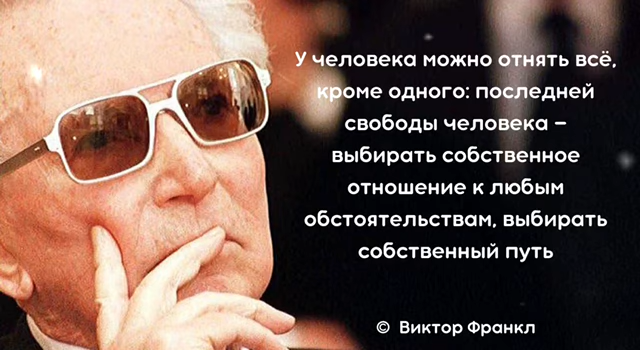 У человека можно отнять всё,
кроме одного: последней
свободы человека –
выбирать собственное
отношение к любым
обстоятельствам, выбирать
собственный путь
© Виктор Франкл